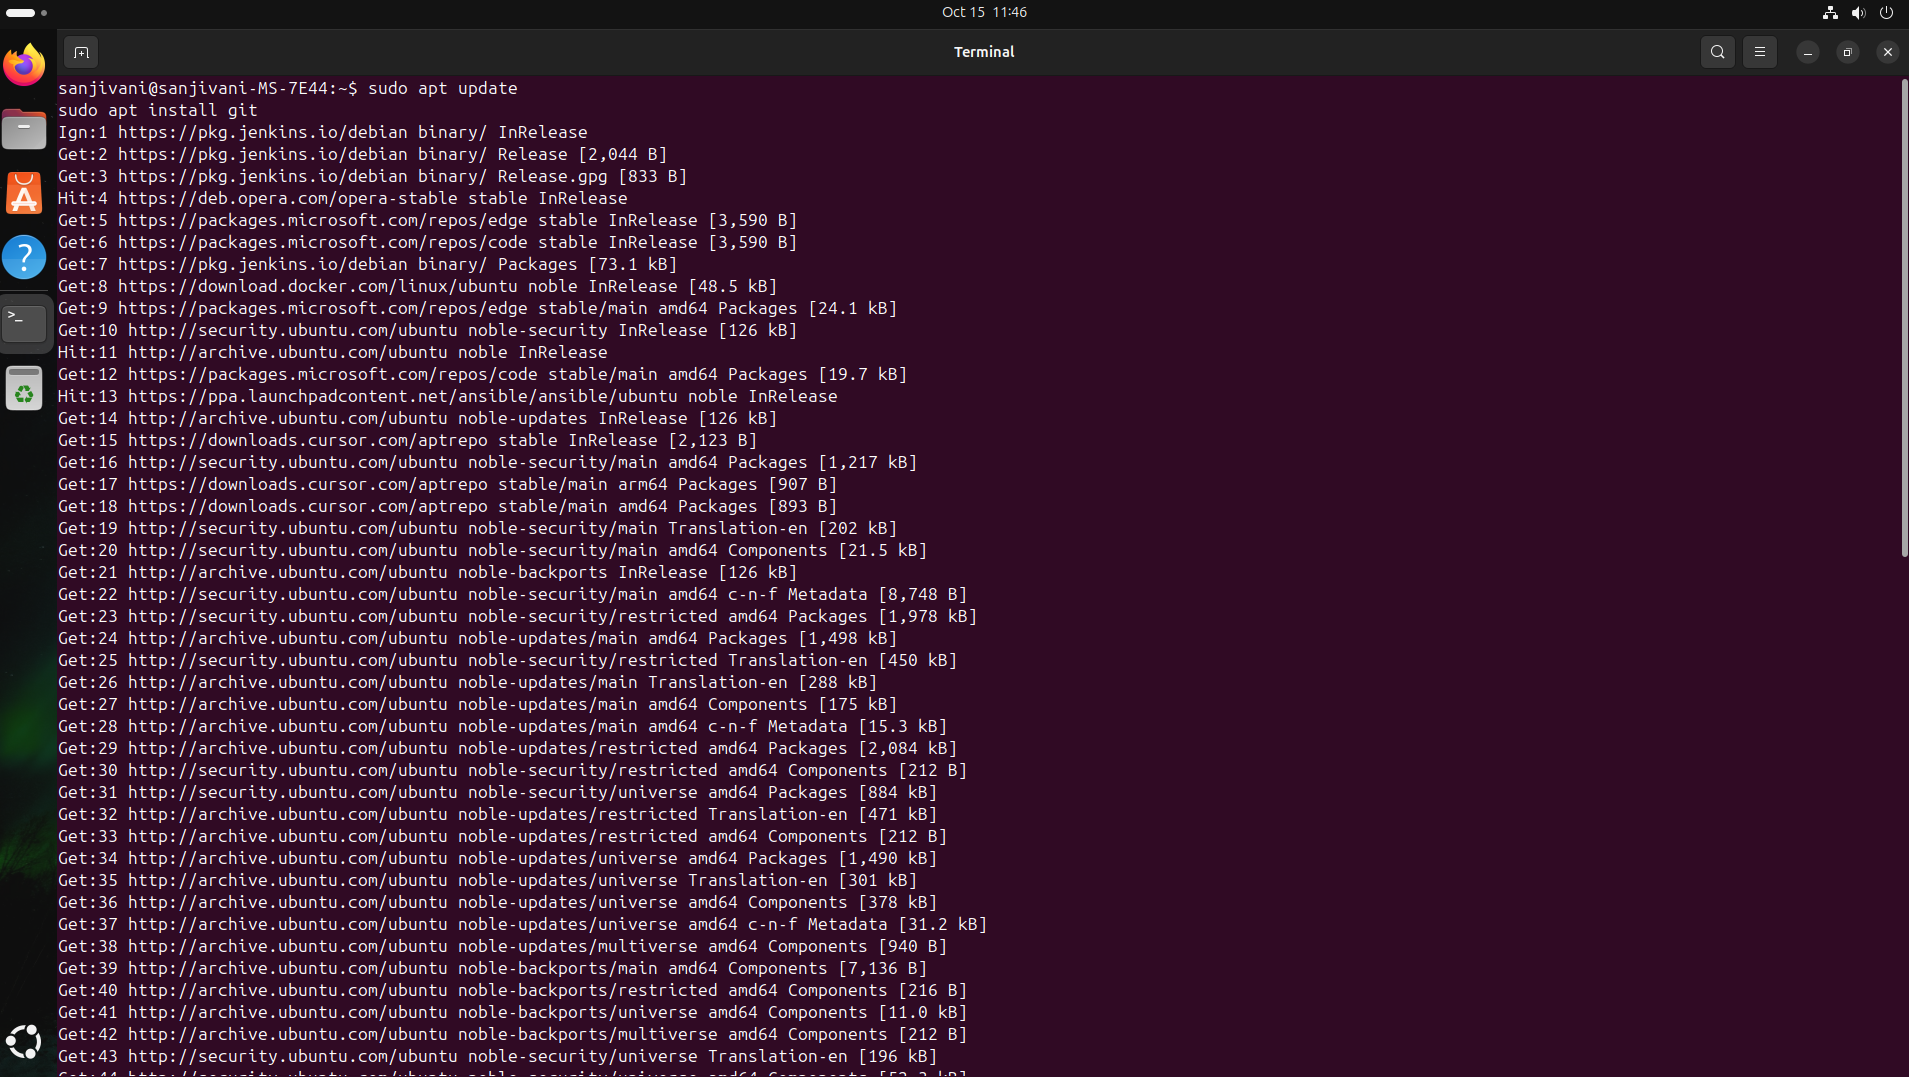 Oct 15 11:46
Terminal
sanjivani@sanjivani-MS-7E44:~$ sudo apt update
sudo apt install git
Ign:1 https://pkg.jenkins.io/debian binary/ InRelease
Get:2 https://pkg.jenkins.io/debian binary/ Release [2,044 B]
Get:3 https://pkg.jenkins.io/debian binary/ Release.gpg [833 B]
Hit:4 https://deb.opera.com/opera-stable stable InRelease
Get:5 https://packages.microsoft.com/repos/edge stable InRelease [3,590 B]
Get:6 https://packages.microsoft.com/repos/code stable InRelease [3,590 B]
Get:7 https://pkg.jenkins.io/debian binary/ Packages [73.1 kB]
Get:8 https://download.docker.com/linux/ubuntu noble InRelease [48.5 kB]
Get:9 https://packages.microsoft.com/repos/edge stable/main amd64 Packages [24.1 kB]
Get:10 http://security.ubuntu.com/ubuntu noble-security InRelease [126 kB]
Hit:11 http://archive.ubuntu.com/ubuntu noble InRelease
Get:12 https://packages.microsoft.com/repos/code stable/main amd64 Packages [19.7 kB]
Hit:13 https://ppa.launchpadcontent.net/ansible/ansible/ubuntu noble InRelease
Get:14 http://archive.ubuntu.com/ubuntu noble-updates InRelease [126 kB]
Get:15 https://downloads.cursor.com/aptrepo stable InRelease [2,123 B]
Get:16 http://security.ubuntu.com/ubuntu noble-security/main amd64 Packages [1,217 kB]
Get:17 https://downloads.cursor.com/aptrepo stable/main arm64 Packages [907 B]
Get:18 https://downloads.cursor.com/aptrepo stable/main amd64 Packages [893 B]
Get:19 http://security.ubuntu.com/ubuntu noble-security/main Translation-en [202 kB]
Get:20 http://security.ubuntu.com/ubuntu noble-security/main amd64 Components [21.5 kB]
Get:21 http://archive.ubuntu.com/ubuntu noble-backports InRelease [126 kB]
Get:22 http://security.ubuntu.com/ubuntu noble-security/main amd64 c-n-f Metadata [8,748 B]
Get:23 http://security.ubuntu.com/ubuntu noble-security/restricted amd64 Packages [1,978 kB]
Get:24 http://archive.ubuntu.com/ubuntu noble-updates/main amd64 Packages [1,498 kB]
Get:25 http://security.ubuntu.com/ubuntu noble-security/restricted Translation-en [450 kB]
Get:26 http://archive.ubuntu.com/ubuntu noble-updates/main Translation-en [288 kB]
Get:27 http://archive.ubuntu.com/ubuntu noble-updates/main amd64 Components [175 kB]
Get:28 http://archive.ubuntu.com/ubuntu noble-updates/main amd64 c-n-f Metadata [15.3 kB]
Get:29 http://archive.ubuntu.com/ubuntu noble-updates/restricted amd64 Packages [2,084 kB]
Get:30 http://security.ubuntu.com/ubuntu noble-security/restricted amd64 Components [212 B]
Get:31 http://security.ubuntu.com/ubuntu noble-security/universe amd64 Packages [884 kB]
Get:32 http://archive.ubuntu.com/ubuntu noble-updates/restricted Translation-en [471 kB]
Get:33 http://archive.ubuntu.com/ubuntu noble-updates/restricted amd64 Components [212 B]
Get:34 http://archive.ubuntu.com/ubuntu noble-updates/universe amd64 Packages [1,490 kB]
Get:35 http://archive.ubuntu.com/ubuntu noble-updates/universe Translation-en [301 kB]
Get:36 http://archive.ubuntu.com/ubuntu noble-updates/universe amd64 Components [378 kB]
Get:37 http://archive.ubuntu.com/ubuntu noble-updates/universe amd64 c-n-f Metadata [31.2 kB]
Get:38 http://archive.ubuntu.com/ubuntu noble-updates/multiverse amd64 Components [940 B]
Get:39 http://archive.ubuntu.com/ubuntu noble-backports/main amd64 Components [7,136 B]
Get:40 http://archive.ubuntu.com/ubuntu noble-backports/restricted amd64 Components [216 B]
Get:41 http://archive.ubuntu.com/ubuntu noble-backports/universe amd64 Components [11.0 kB]
Get:42 http://archive.ubuntu.com/ubuntu noble-backports/multiverse amd64 Components [212 B]
Get:43 http://security.ubuntu.com/ubuntu noble-security/universe Translation-en [196 kB]